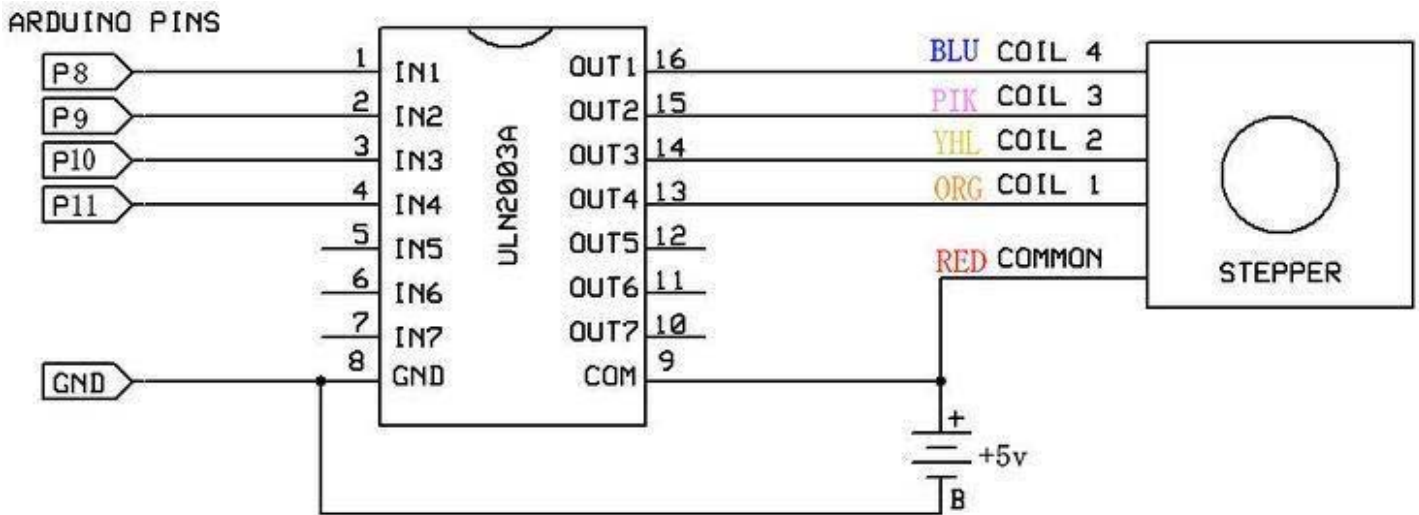 ARDUINO PINS
P8
P9
P10
P11
GND
1
2
3
4
5
6
7
8
IN1
IN2
IN3
IN4
IN5
IN6
IN7
GND
ULN2003A
OUT1
OUT2
OUT3
OUT4
OUT5
OUT6
OUT7
COM
16
15
14
13
12
11
10
9
BLU COIL 4
PIK COIL 3
YHL COIL 2
ORG COIL 1
RED COMMON
STEPPER
+
+5v
B